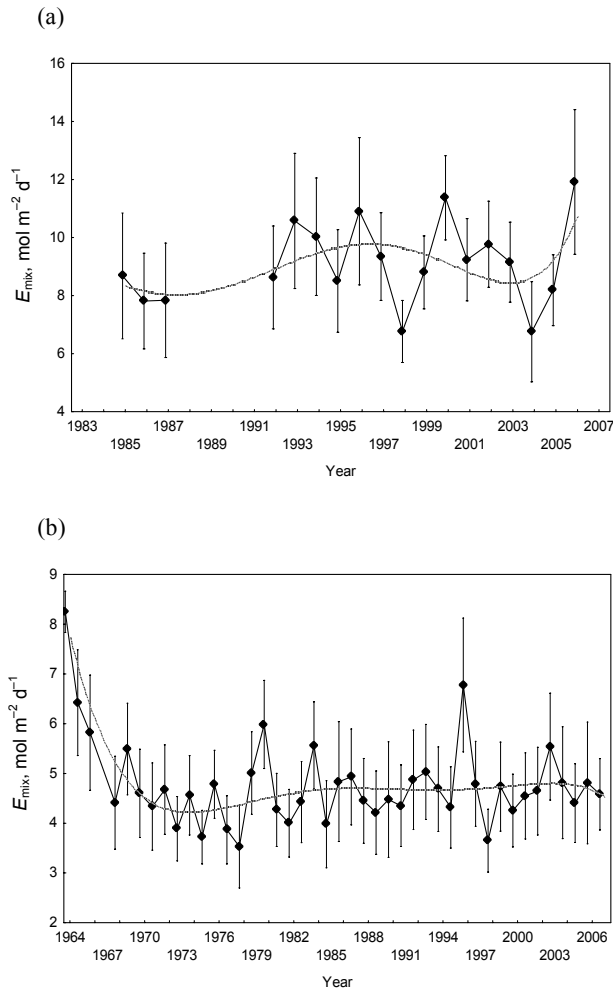 (a)
16
14
12
10
8
6
4
E_mix, mol m⁻² d⁻¹
1983 1987 1991 1995 1999 2003 2007
1985 1989 1993 1997 2001 2005
Year
(b)
9
8
7
6
5
4
3
2
E_mix, mol m⁻² d⁻¹
1964 1970 1976 1982 1988 1994 2000 2006
1967 1973 1979 1985 1991 1997 2003
Year